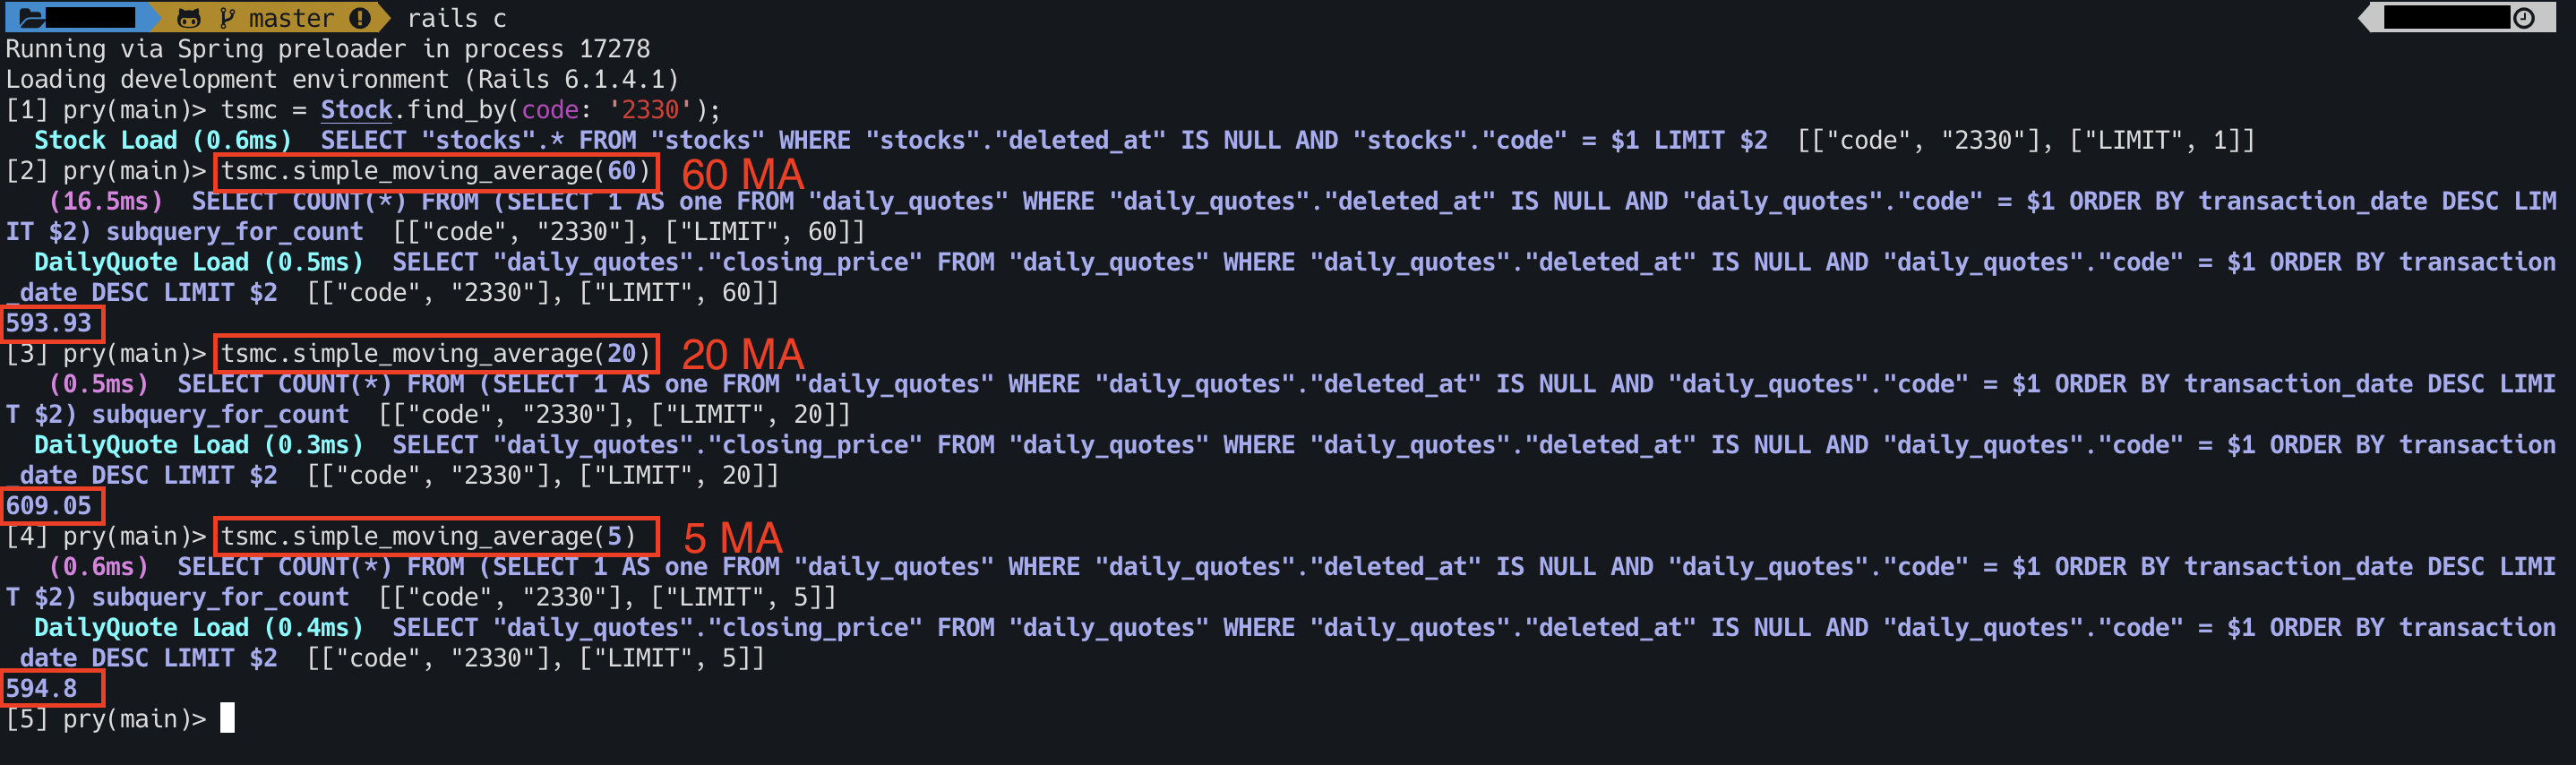 master rails c
Running via Spring preloader in process 17278
Loading development environment (Rails 6.1.4.1)
[1] pry(main)> tsmc = Stock.find_by(code: '2330');
  Stock Load (0.6ms)  SELECT "stocks".* FROM "stocks" WHERE "stocks"."deleted_at" IS NULL AND "stocks"."code" = $1 LIMIT $2  [["code", "2330"], ["LIMIT", 1]]
[2] pry(main)> tsmc.simple_moving_average(60) 60 MA
   (16.5ms)  SELECT COUNT(*) FROM (SELECT 1 AS one FROM "daily_quotes" WHERE "daily_quotes"."deleted_at" IS NULL AND "daily_quotes"."code" = $1 ORDER BY transaction_date DESC LIM
IT $2) subquery_for_count  [["code", "2330"], ["LIMIT", 60]]
  DailyQuote Load (0.5ms)  SELECT "daily_quotes"."closing_price" FROM "daily_quotes" WHERE "daily_quotes"."deleted_at" IS NULL AND "daily_quotes"."code" = $1 ORDER BY transaction
_date DESC LIMIT $2  [["code", "2330"], ["LIMIT", 60]]
593.93
[3] pry(main)> tsmc.simple_moving_average(20) 20 MA
   (0.5ms)  SELECT COUNT(*) FROM (SELECT 1 AS one FROM "daily_quotes" WHERE "daily_quotes"."deleted_at" IS NULL AND "daily_quotes"."code" = $1 ORDER BY transaction_date DESC LIMI
T $2) subquery_for_count  [["code", "2330"], ["LIMIT", 20]]
  DailyQuote Load (0.3ms)  SELECT "daily_quotes"."closing_price" FROM "daily_quotes" WHERE "daily_quotes"."deleted_at" IS NULL AND "daily_quotes"."code" = $1 ORDER BY transaction
_date DESC LIMIT $2  [["code", "2330"], ["LIMIT", 20]]
609.05
[4] pry(main)> tsmc.simple_moving_average(5) 5 MA
   (0.6ms)  SELECT COUNT(*) FROM (SELECT 1 AS one FROM "daily_quotes" WHERE "daily_quotes"."deleted_at" IS NULL AND "daily_quotes"."code" = $1 ORDER BY transaction_date DESC LIMI
T $2) subquery_for_count  [["code", "2330"], ["LIMIT", 5]]
  DailyQuote Load (0.4ms)  SELECT "daily_quotes"."closing_price" FROM "daily_quotes" WHERE "daily_quotes"."deleted_at" IS NULL AND "daily_quotes"."code" = $1 ORDER BY transaction
_date DESC LIMIT $2  [["code", "2330"], ["LIMIT", 5]]
594.8
[5] pry(main)>